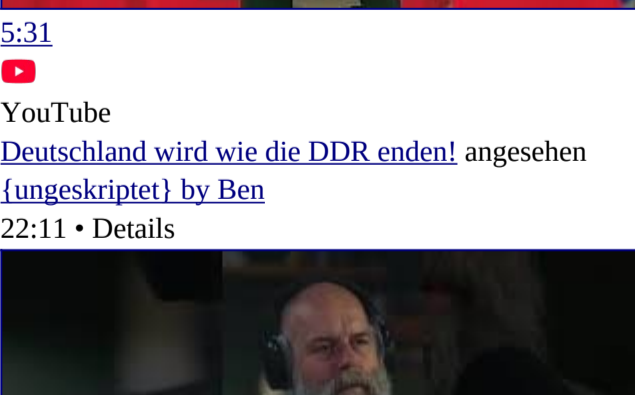 5:31
YouTube
Deutschland wird wie die DDR enden! angesehen
{ungeskriptet} by Ben
22:11 • Details